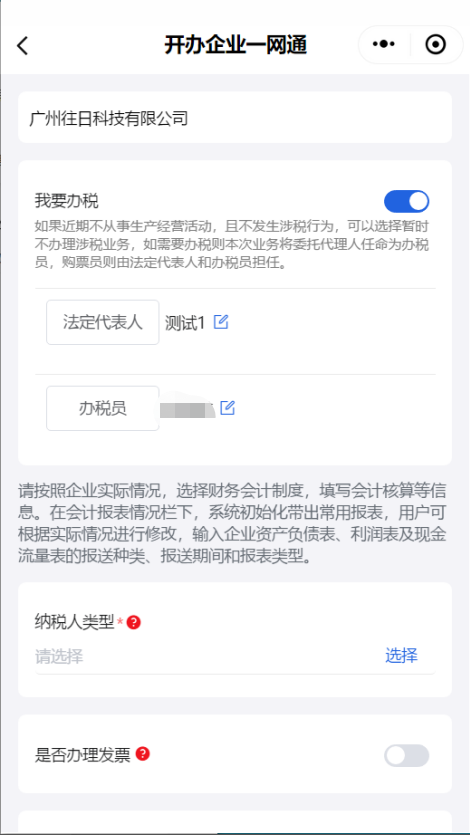 开办企业一网通
广州往日科技有限公司
我要办税
如果近期不从事生产经营活动，且不发生涉税行为，可以选择暂时
不办理涉税业务，如需要办税则本次业务将委托代理人任命为办税
员，购票员则由法定代表人和办税员担任。
法定代表人 测试1
办税员
请按照企业实际情况，选择财务会计制度，填写会计核算等信
息。在会计报表情况栏下，系统初始化带出常用报表，用户可
根据实际情况进行修改，输入企业资产负债表、利润表及现金
流量表的报送种类、报送期间和报表类型。
纳税人类型* ?
请选择 选择
是否办理发票 ?